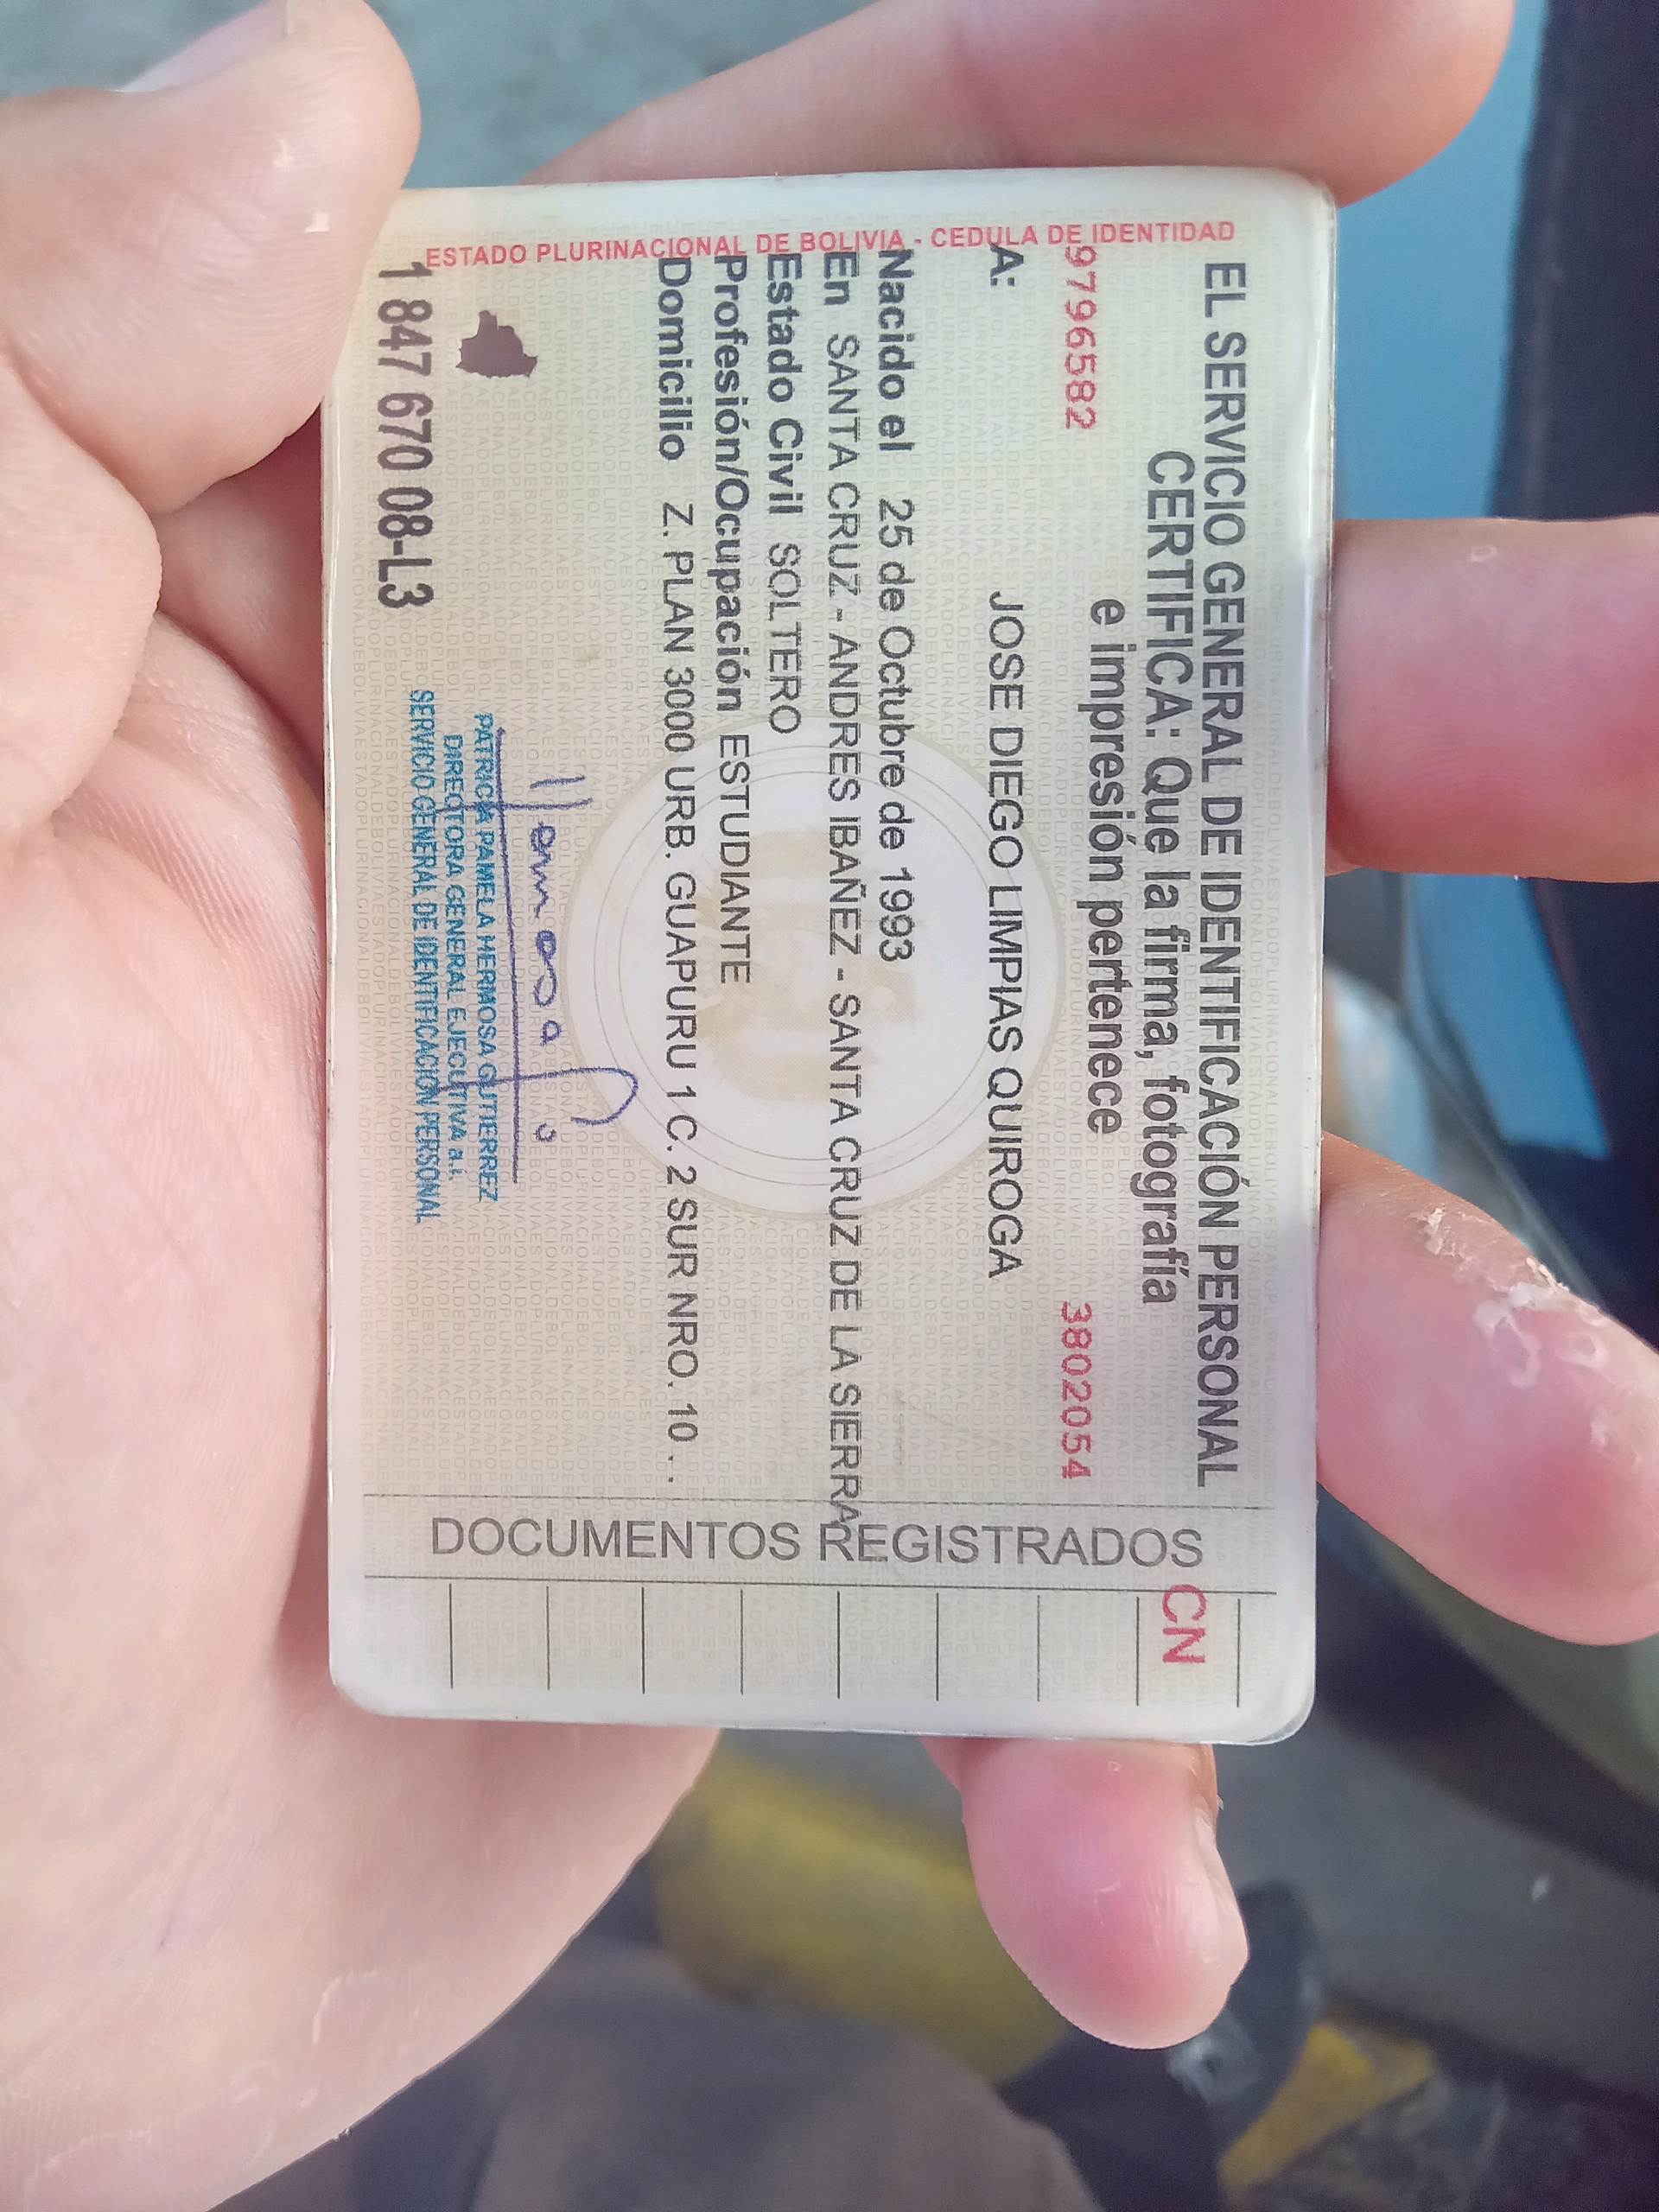 ESTADO PLURINACIONAL DE BOLIVIA - CEDULA DE IDENTIDAD
EL SERVICIO GENERAL DE IDENTIFICACIÓN PERSONAL
CERTIFICA: Que la firma, fotografía
e impresión pertenece
9796582
3802054
A: JOSE DIEGO LIMPIAS QUIROGA
Nacido el 25 de Octubre de 1993
En SANTA CRUZ - ANDRES IBAÑEZ - SANTA CRUZ DE LA SIERRA
Estado Civil SOLTERO
Profesión/Ocupación ESTUDIANTE
Domicilio Z. PLAN 3000 URB. GUAPURU 1 C. 2 SUR NRO. 10 . .
PATRICIA PAMELA HERMOSA GUTIERREZ
DIRECTORA GENERAL EJECUTIVA a.i.
SERVICIO GENERAL DE IDENTIFICACIÓN PERSONAL
1 847 670 08-L3
DOCUMENTOS REGISTRADOS
CN